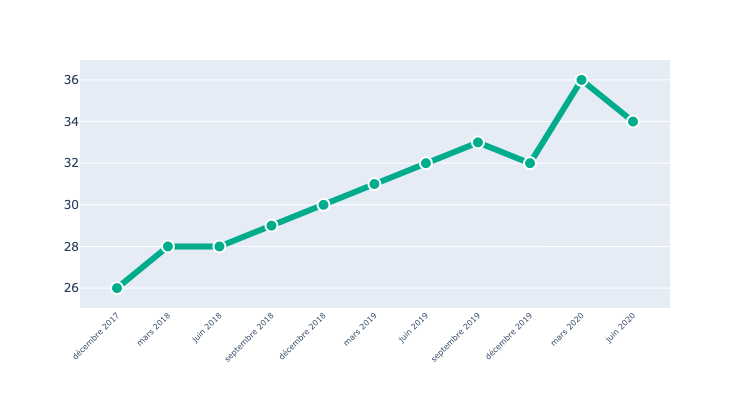 36
34
32
30
28
26
décembre 2017
mars 2018
juin 2018
septembre 2018
décembre 2018
mars 2019
juin 2019
septembre 2019
décembre 2019
mars 2020
juin 2020